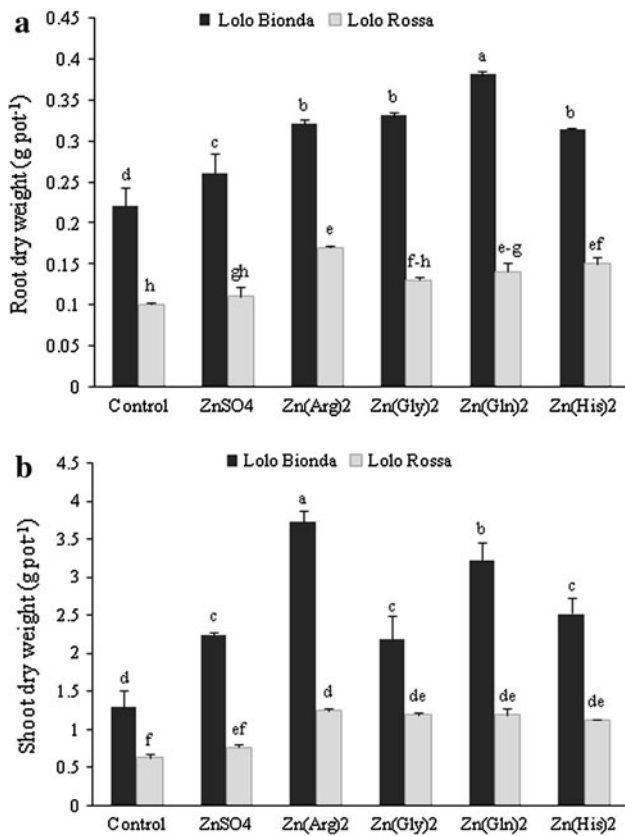 a
Lolo Bionda Lolo Rossa
Root dry weight (g pot-1)
0.45
0.4
0.35
0.3
0.25
0.2
0.15
0.1
0.05
0
d h c gh b e b f-h a e-g b ef
Control ZnSO4 Zn(Arg)2 Zn(Gly)2 Zn(Gln)2 Zn(His)2
b
Lolo Bionda Lolo Rossa
Shoot dry weight (g pot-1)
4.5
4
3.5
3
2.5
2
1.5
1
0.5
0
d f c ef a d c de b de c de
Control ZnSO4 Zn(Arg)2 Zn(Gly)2 Zn(Gln)2 Zn(His)2